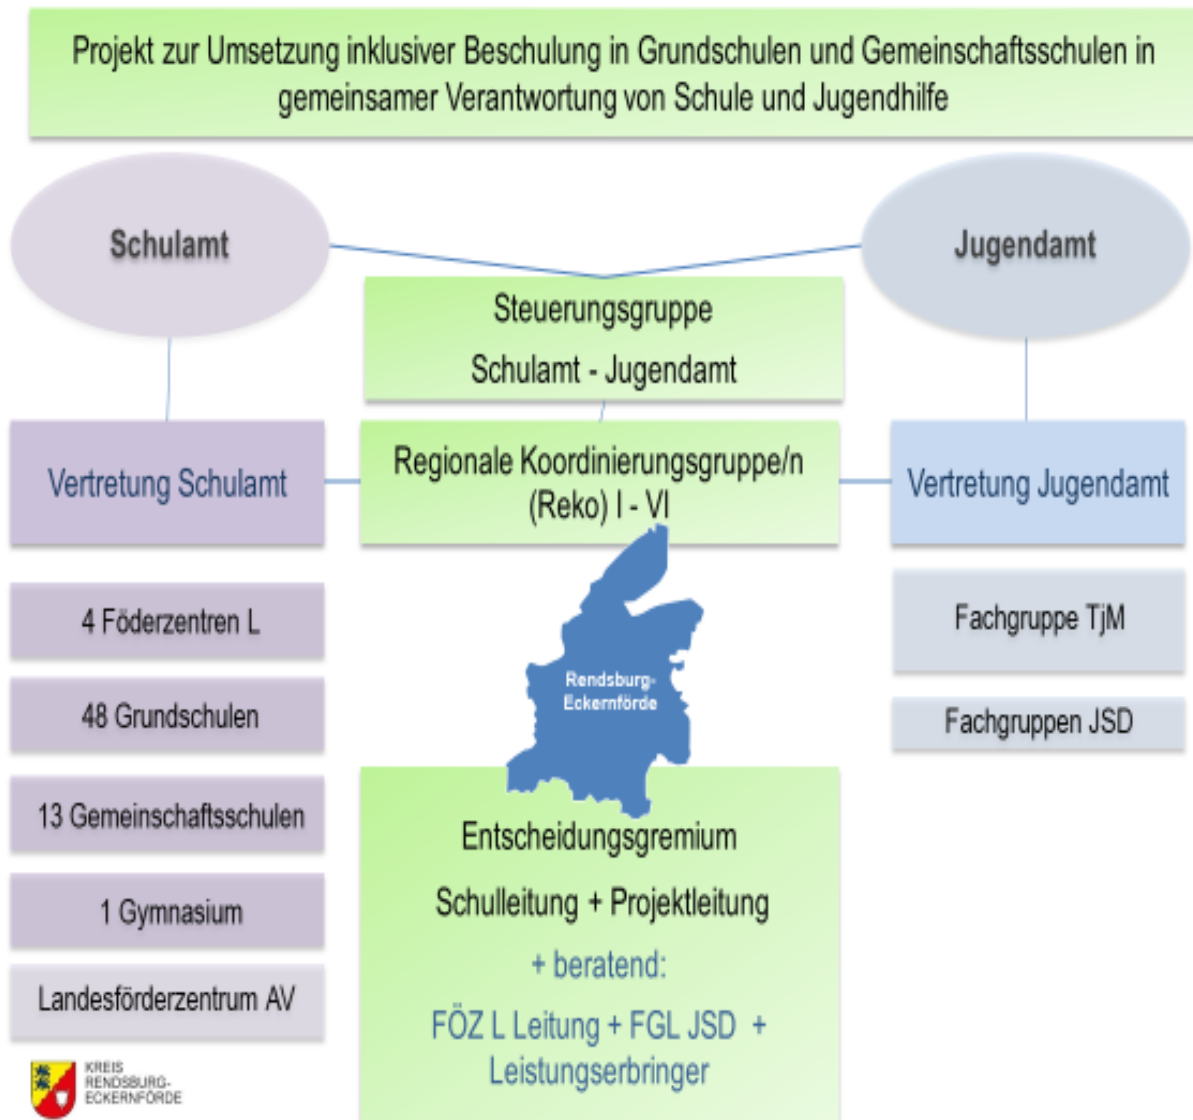 Projekt zur Umsetzung inklusiver Beschulung in Grundschulen und Gemeinschaftsschulen in
gemeinsamer Verantwortung von Schule und Jugendhilfe
Schulamt
Jugendamt
Steuerungsgruppe
Schulamt - Jugendamt
Vertretung Schulamt
Regionale Koordinierungsgruppe/n
(Reko) I - VI
Vertretung Jugendamt
4 Föderzentren L
48 Grundschulen
13 Gemeinschaftsschulen
1 Gymnasium
Landesförderzentrum AV
Rendsburg-
Eckernförde
Fachgruppe TjM
Fachgruppen JSD
Entscheidungsgremium
Schulleitung + Projektleitung
+ beratend:
FÖZ L Leitung + FGL JSD +
Leistungserbringer
KREIS
RENDSBURG-
ECKERNFÖRDE